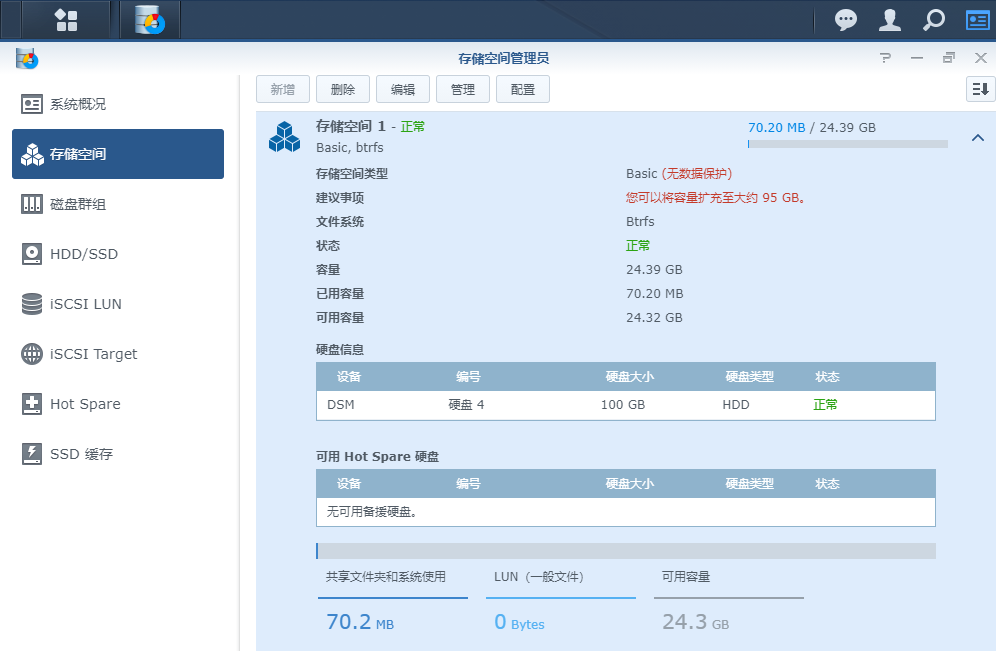 存储空间管理员
系统概况
存储空间
磁盘群组
HDD/SSD
iSCSI LUN
iSCSI Target
Hot Spare
SSD 缓存
新增 删除 编辑 管理 配置
存储空间 1 - 正常
Basic, btrfs
70.20 MB / 24.39 GB
存储空间类型 Basic (无数据保护)
建议事项 您可以将容量扩充至大约 95 GB。
文件系统 Btrfs
状态 正常
容量 24.39 GB
已用容量 70.20 MB
可用容量 24.32 GB
硬盘信息
设备 编号 硬盘大小 硬盘类型 状态
DSM 硬盘 4 100 GB HDD 正常
可用 Hot Spare 硬盘
设备 编号 硬盘大小 硬盘类型 状态
无可用备援硬盘。
共享文件夹和系统使用 LUN（一般文件） 可用容量
70.2 MB 0 Bytes 24.3 GB